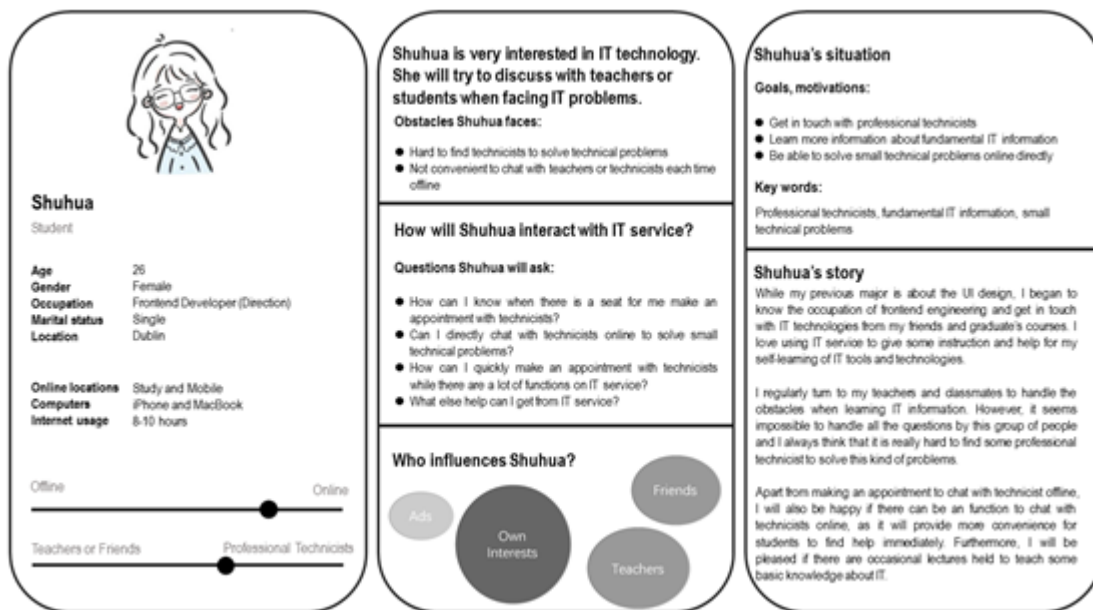 Shuhua
Student
Age 26
Gender Female
Occupation Frontend Developer (Direction)
Marital status Single
Location Dublin
Online locations Study and Mobile
Computers iPhone and MacBook
Internet usage 8-10 hours
Offline Online
Teachers or Friends Professional Technicists
Shuhua is very interested in IT technology.
She will try to discuss with teachers or
students when facing IT problems.
Obstacles Shuhua faces:
● Hard to find technicists to solve technical problems
● Not convenient to chat with teachers or technicists each time
offline
How will Shuhua interact with IT service?
Questions Shuhua will ask:
● How can I know when there is a seat for me make an
appointment with technicists?
● Can I directly chat with technicists online to solve small
technical problems?
● How can I quickly make an appointment with technicists
while there are a lot of functions on IT service?
● What else help can I get from IT service?
Who influences Shuhua?
Ads
Own
Interests
Friends
Teachers
Shuhua's situation
Goals, motivations:
● Get in touch with professional technicists
● Learn more information about fundamental IT information
● Be able to solve small technical problems online directly
Key words:
Professional technicists, fundamental IT information, small
technical problems
Shuhua's story
While my previous major is about the UI design, I began to
know the occupation of frontend engineering and get in touch
with IT technologies from my friends and graduate's courses. I
love using IT service to give some instruction and help for my
self-learning of IT tools and technologies.
I regularly turn to my teachers and classmates to handle the
obstacles when learning IT information. However, it seems
impossible to handle all the questions by this group of people
and I always think that it is really hard to find some professional
technicist to solve this kind of problems.
Apart from making an appointment to chat with technicist offline,
I will also be happy if there can be an function to chat with
technicists online, as it will provide more convenience for
students to find help immediately. Furthermore, I will be
pleased if there are occasional lectures held to teach some
basic knowledge about IT.